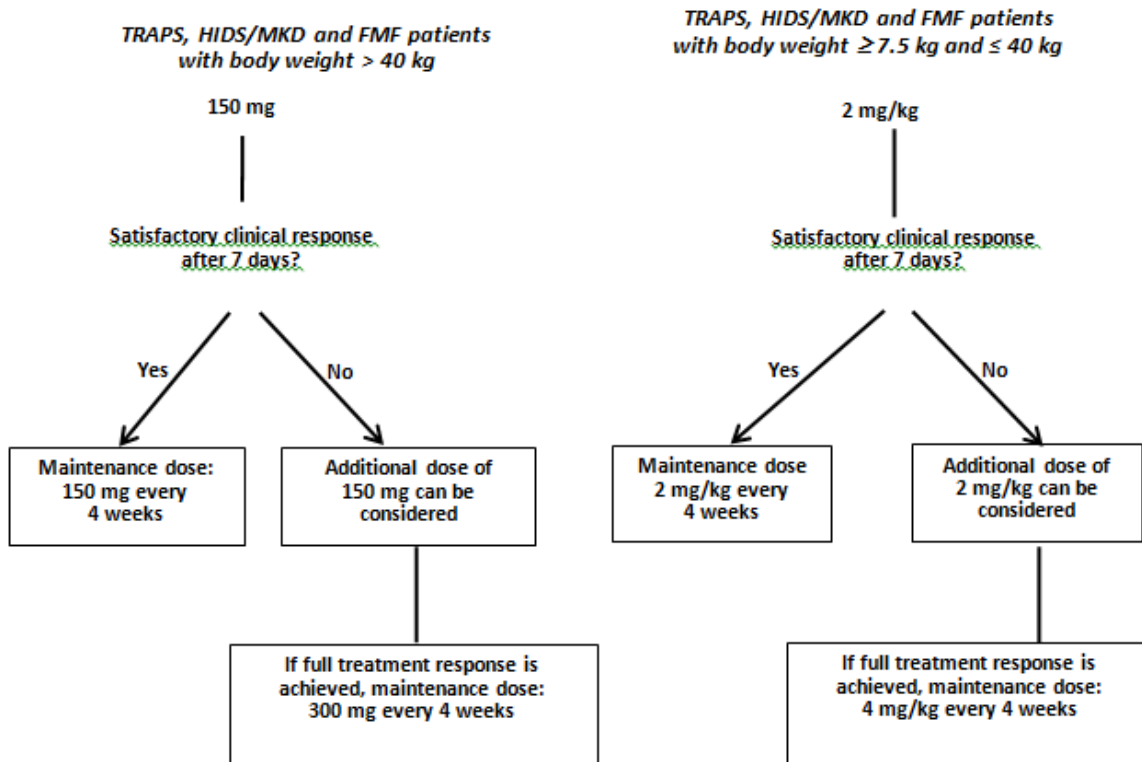 TRAPS, HIDS/MKD and FMF patients
with body weight > 40 kg
150 mg
Satisfactory clinical response
after 7 days?
Yes
No
Maintenance dose:
150 mg every
4 weeks
Additional dose of
150 mg can be
considered
If full treatment response is
achieved, maintenance dose:
300 mg every 4 weeks
TRAPS, HIDS/MKD and FMF patients
with body weight ≥ 7.5 kg and ≤ 40 kg
2 mg/kg
Satisfactory clinical response
after 7 days?
Yes
No
Maintenance dose
2 mg/kg every
4 weeks
Additional dose of
2 mg/kg can be
considered
If full treatment response is
achieved, maintenance dose:
4 mg/kg every 4 weeks